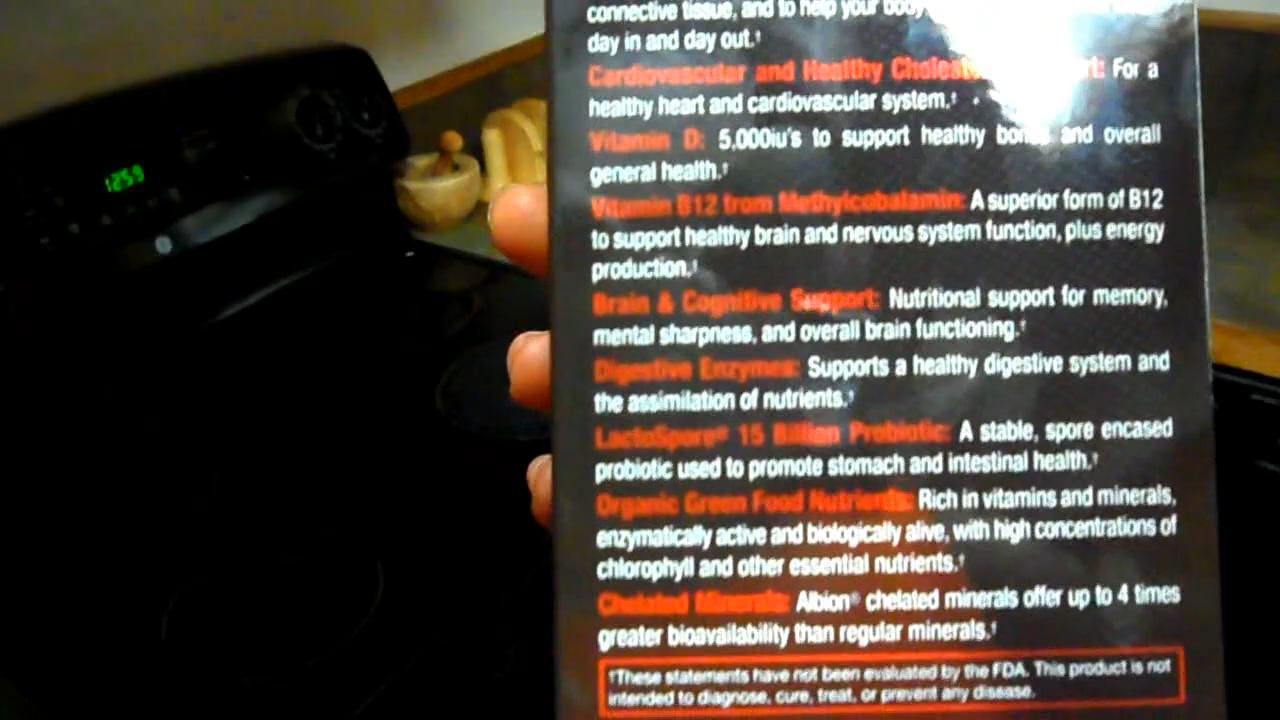 connective tissue, and to help your body
day in and day out.†
Cardiovascular and Healthy : For a
healthy heart and cardiovascular system.†
Vitamin D: 5,000iu's to support healthy and overall
general health.†
Vitamin B12 from Methylcobalamin: A superior form of B12
to support healthy brain and nervous system function, plus energy
production.†
Brain & Cognitive Support: Nutritional support for memory,
mental sharpness, and overall brain functioning.†
Digestive Enzymes: Supports a healthy digestive system and
the assimilation of nutrients.†
LactoSpore® 15 Billion Probiotic: A stable, spore encased
probiotic used to promote stomach and intestinal health.†
Organic Green Food Nutrients: Rich in vitamins and minerals,
enzymatically active and biologically alive, with high concentrations of
chlorophyll and other essential nutrients.†
Chelated Minerals: Albion® chelated minerals offer up to 4 times
greater bioavailability than regular minerals.†
†These statements have not been evaluated by the FDA. This product is not
intended to diagnose, cure, treat, or prevent any disease.
12:59